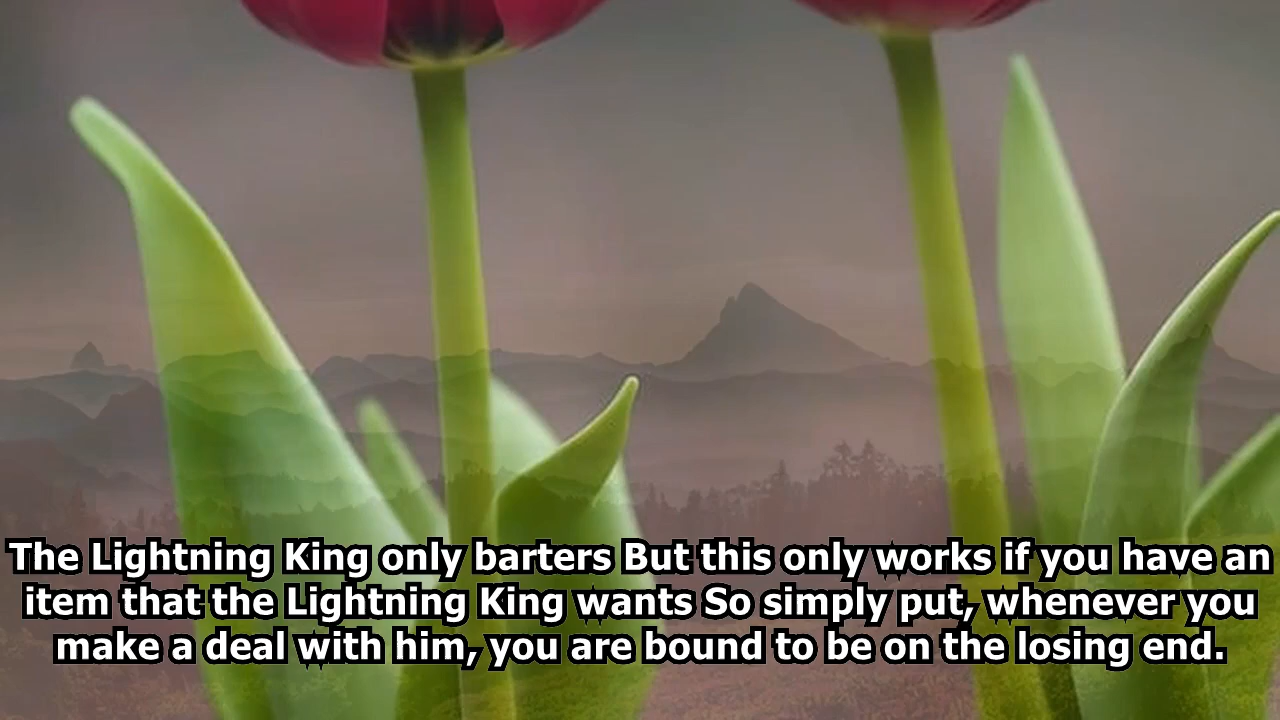 The Lightning King only barters But this only works if you have an
item that the Lightning King wants So simply put, whenever you
make a deal with him, you are bound to be on the losing end.